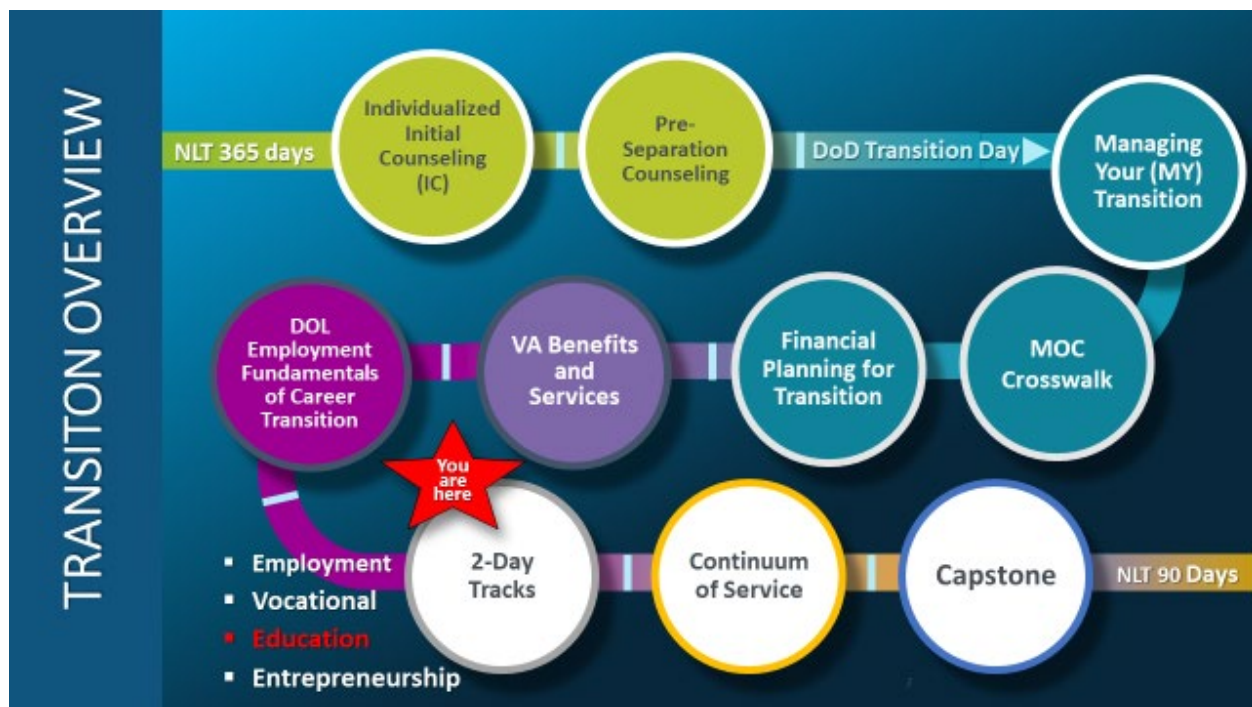 TRANSITON OVERVIEW
NLT 365 days
Individualized
Initial
Counseling
(IC)
Pre-
Separation
Counseling
DoD Transition Day
Managing
Your (MY)
Transition
DOL
Employment
Fundamentals
of Career
Transition
VA Benefits
and
Services
Financial
Planning for
Transition
MOC
Crosswalk
You
are
here
▪ Employment
▪ Vocational
▪ Education
▪ Entrepreneurship
2-Day
Tracks
Continuum
of Service
Capstone
NLT 90 Days